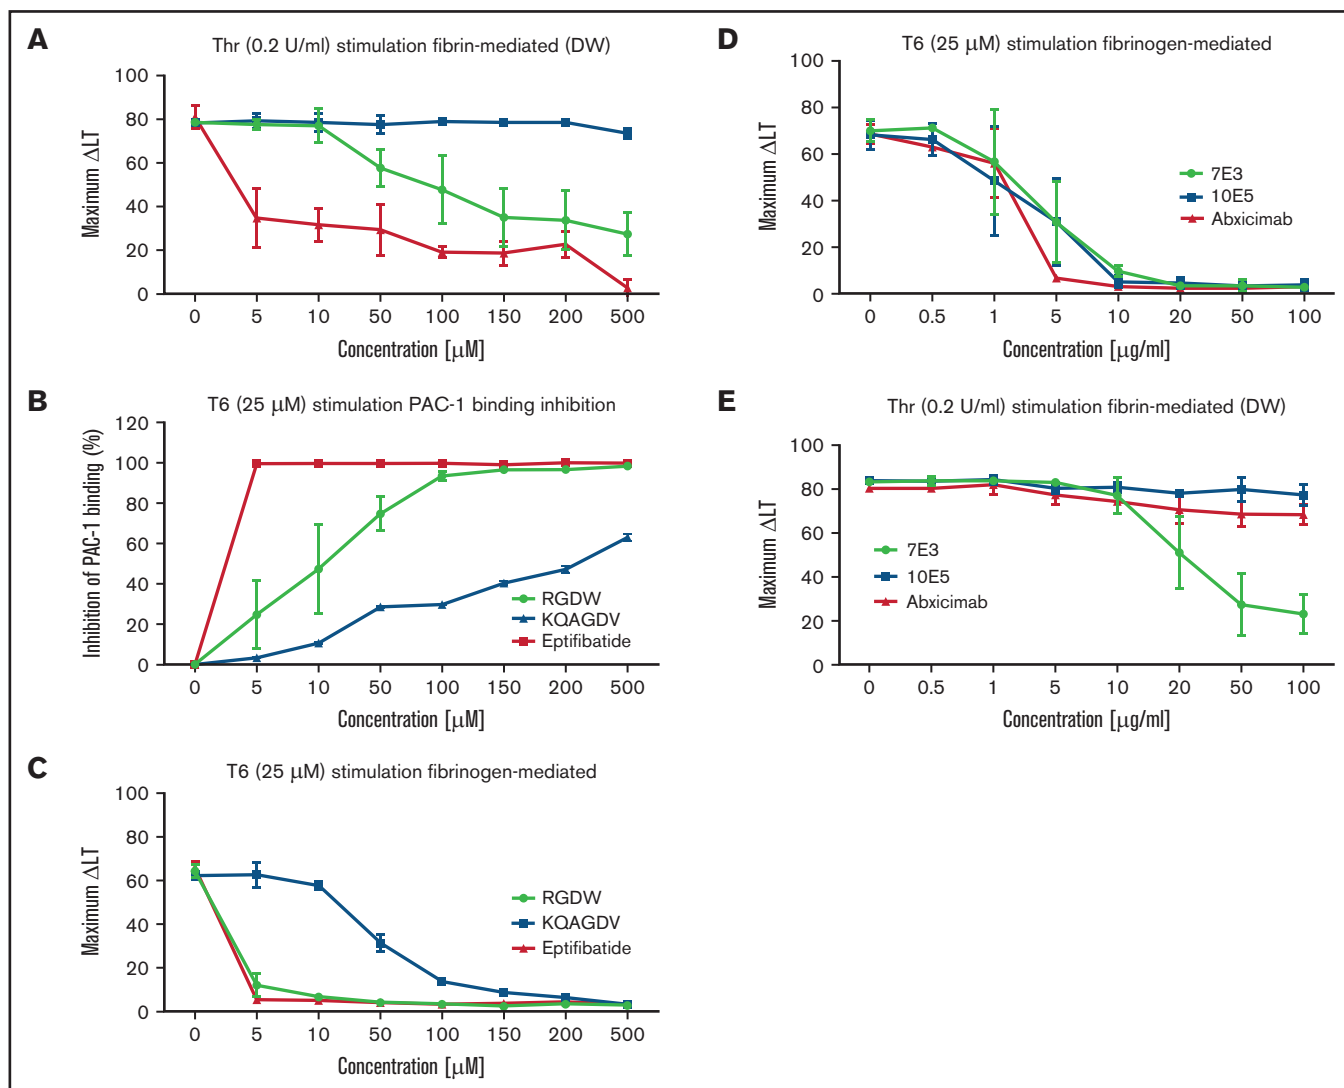 A
Thr (0.2 U/ml) stimulation fibrin-mediated (DW)
Maximum ΔLT
100
80
60
40
20
0
0 5 10 50 100 150 200 500
Concentration [μM]
B
T6 (25 μM) stimulation PAC-1 binding inhibition
Inhibition of PAC-1 binding (%)
120
100
80
60
40
20
0
RGDW
KQAGDV
Eptifibatide
0 5 10 50 100 150 200 500
Concentration [μM]
C
T6 (25 μM) stimulation fibrinogen-mediated
Maximum ΔLT
100
80
60
40
20
0
RGDW
KQAGDV
Eptifibatide
0 5 10 50 100 150 200 500
Concentration [μM]
D
T6 (25 μM) stimulation fibrinogen-mediated
Maximum ΔLT
100
80
60
40
20
0
7E3
10E5
Abxicimab
0 0.5 1 5 10 20 50 100
Concentration [μg/ml]
E
Thr (0.2 U/ml) stimulation fibrin-mediated (DW)
Maximum ΔLT
100
80
60
40
20
0
7E3
10E5
Abxicimab
0 0.5 1 5 10 20 50 100
Concentration [μg/ml]